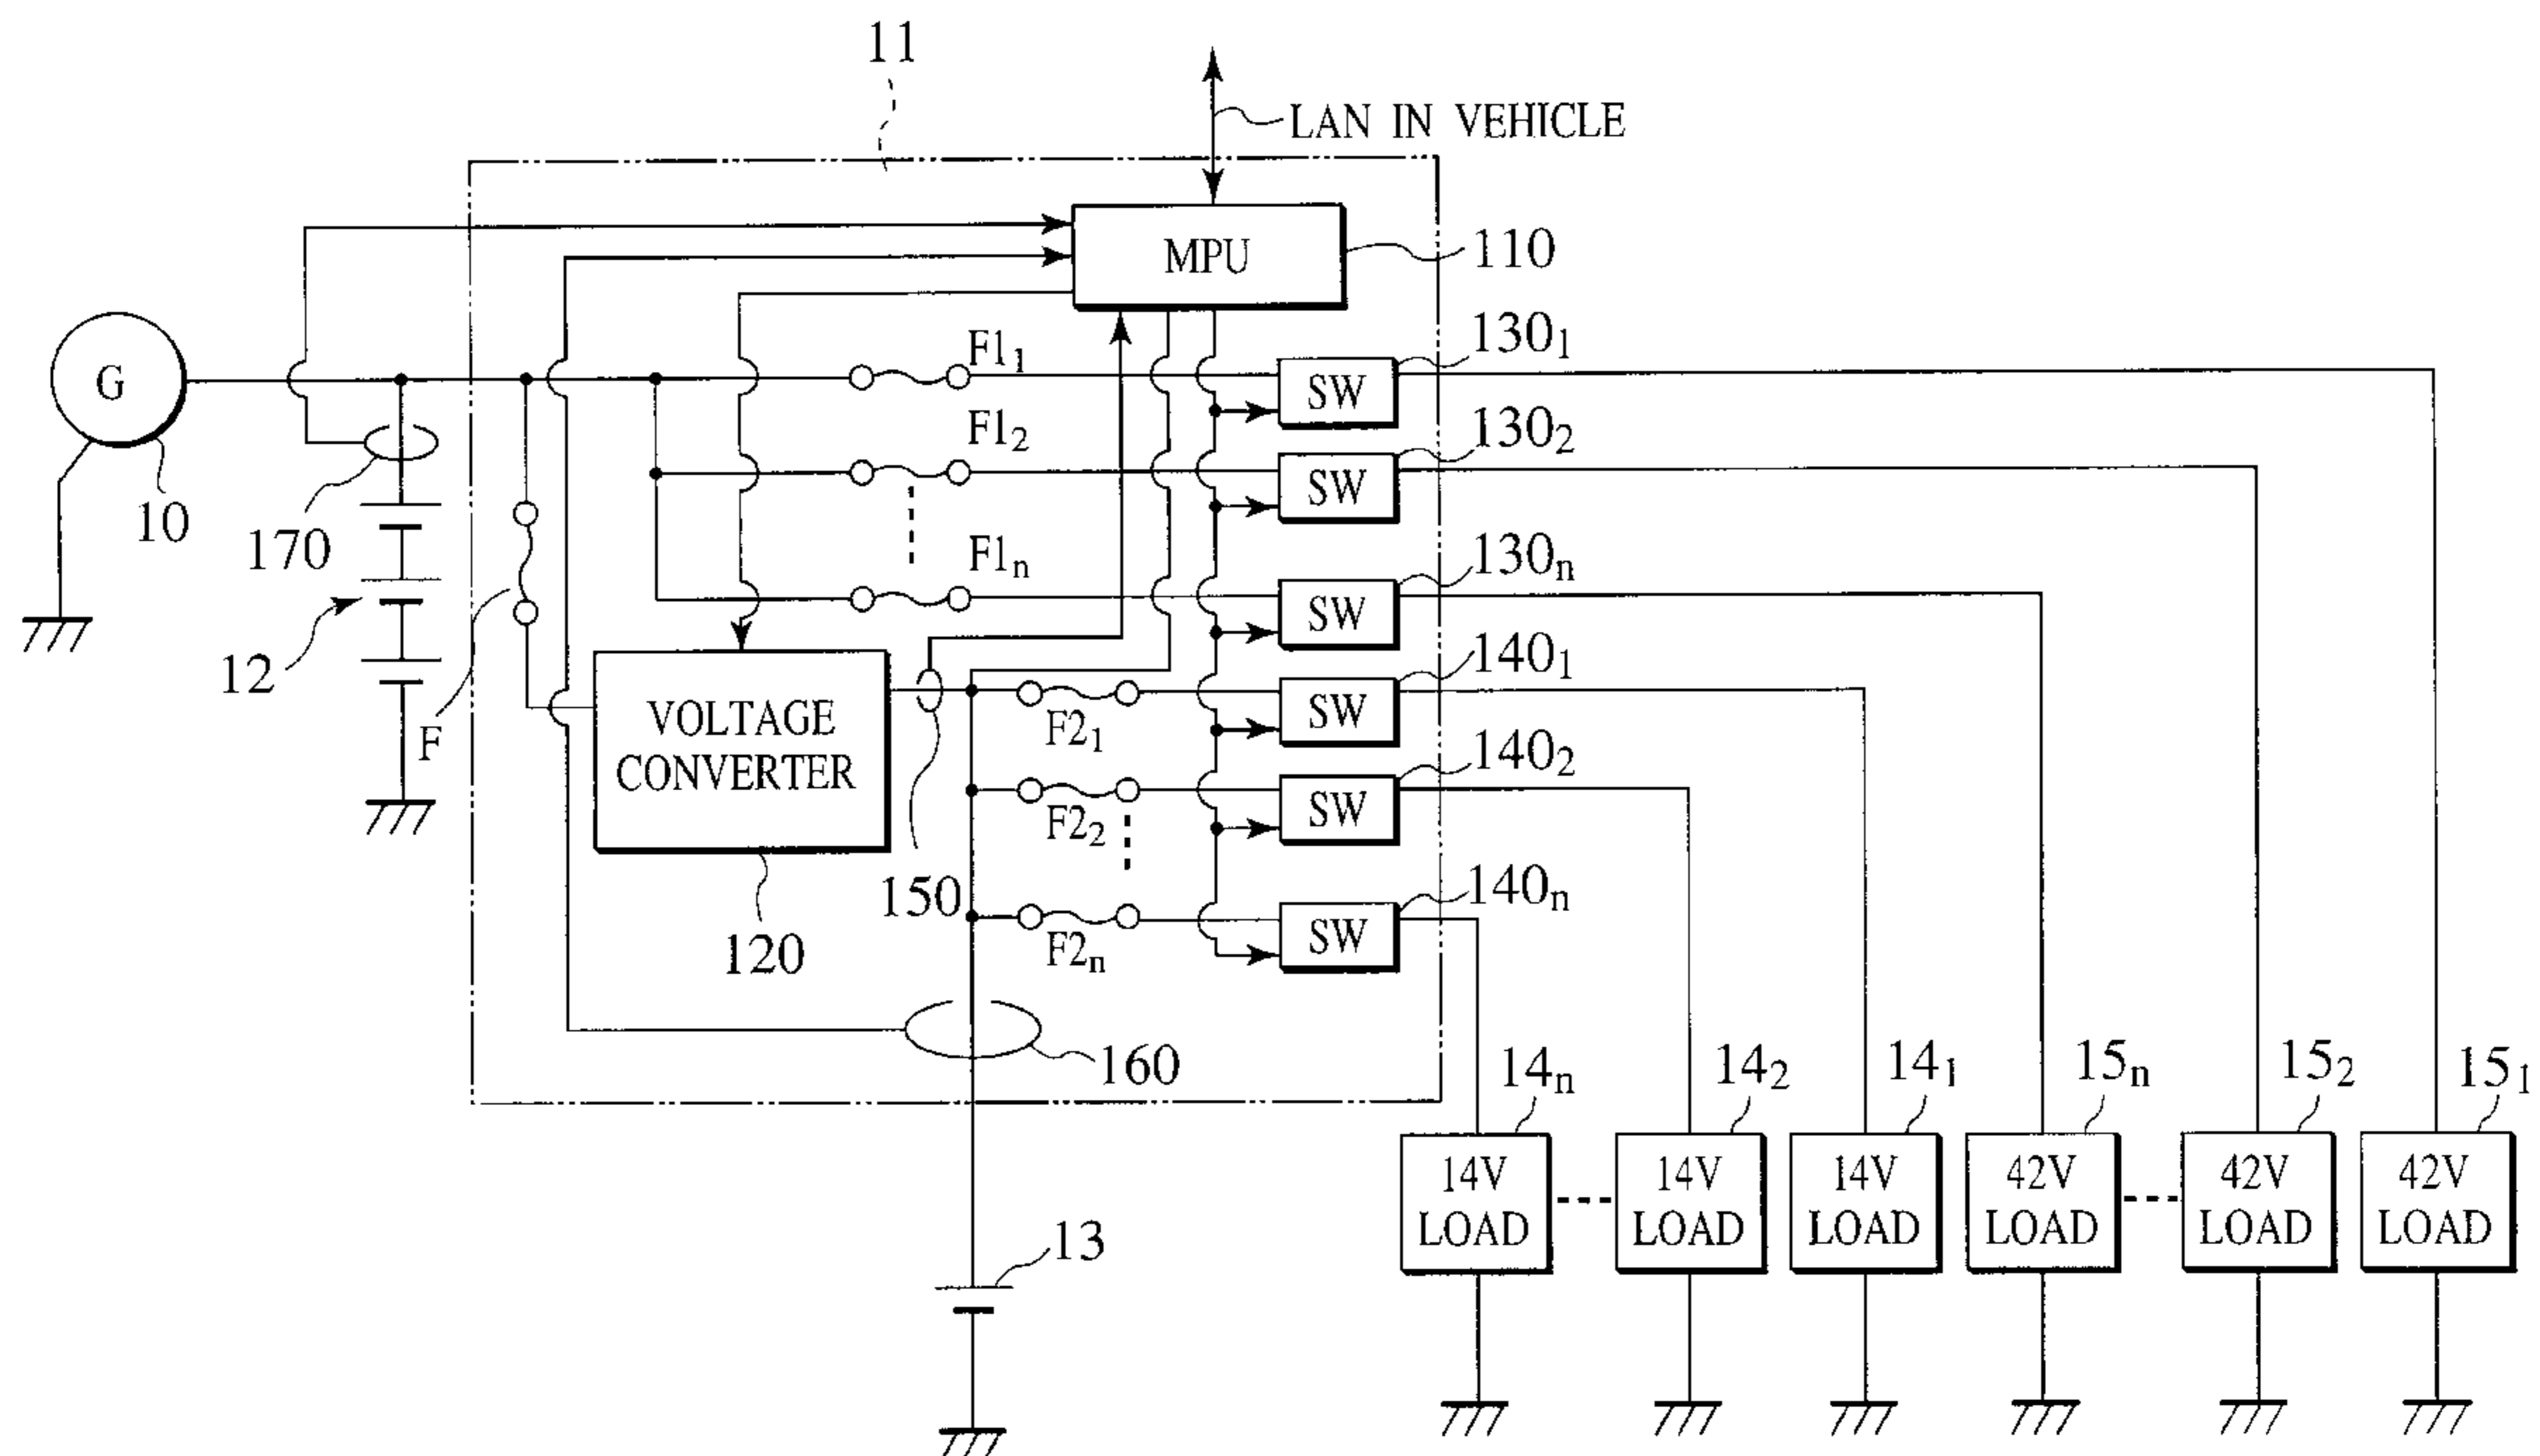 11
LAN IN VEHICLE
MPU
110
G
10
170
12
F
F1₁
F1₂
F1ₙ
SW
130₁
SW
130₂
SW
130ₙ
SW
140₁
SW
140₂
SW
140ₙ
VOLTAGE
CONVERTER
120
150
F2₁
F2₂
F2ₙ
160
13
14ₙ
14₂
14₁
15ₙ
15₂
15₁
14V
LOAD
14V
LOAD
14V
LOAD
42V
LOAD
42V
LOAD
42V
LOAD